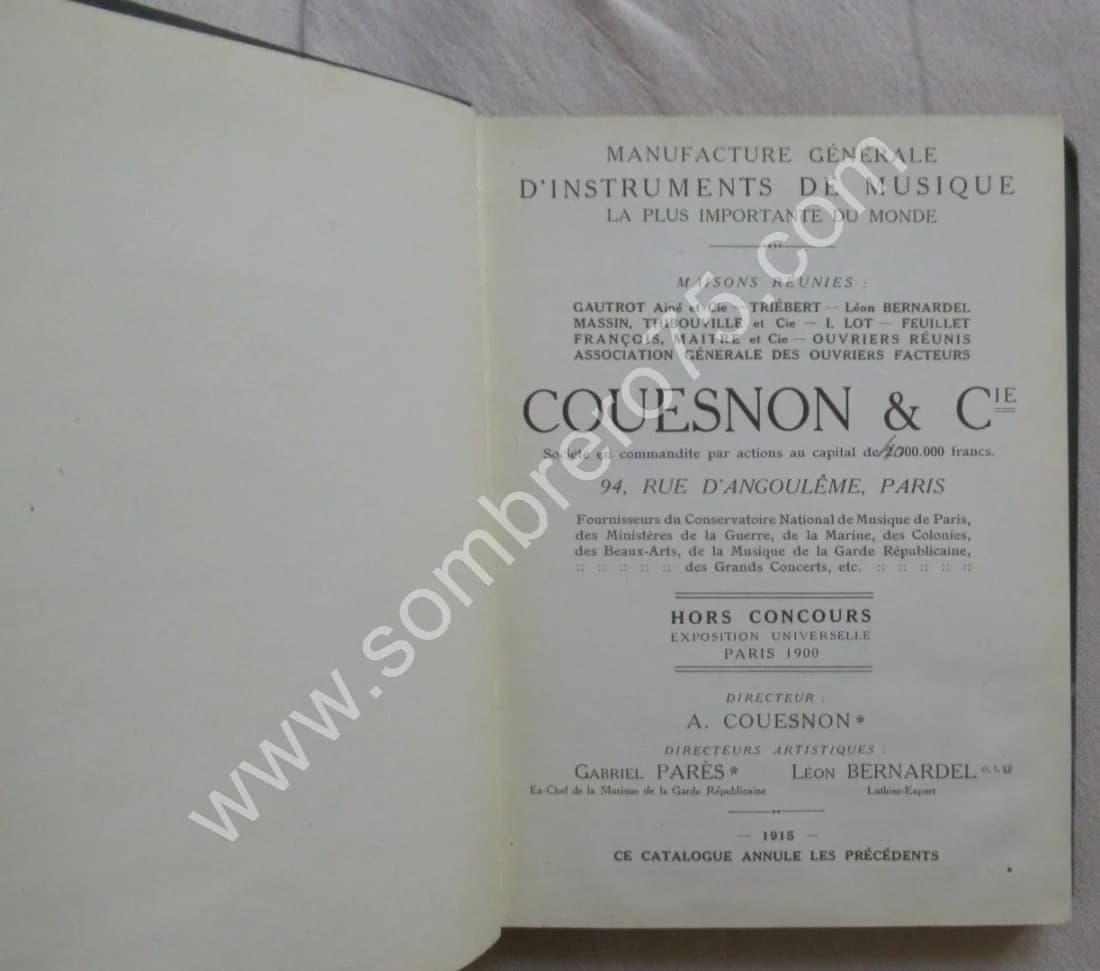 MANUFACTURE GÉNÉRALE
D'INSTRUMENTS DE MUSIQUE
LA PLUS IMPORTANTE DU MONDE
MAISONS RÉUNIES :
GAUTROT Aîné et Cie — TRIÉBERT — Léon BERNARDEL
MASSIN, THIBOUVILLE et Cie — I. LOT — FEUILLET
FRANÇOIS, MAITRE et Cie — OUVRIERS RÉUNIS
ASSOCIATION GÉNÉRALE DES OUVRIERS FACTEURS
COUESNON & CIE
Société en commandite par actions au capital de 000.000 francs.
94, RUE D'ANGOULÊME, PARIS
Fournisseurs du Conservatoire National de Musique de Paris,
des Ministères de la Guerre, de la Marine, des Colonies,
des Beaux-Arts, de la Musique de la Garde Républicaine,
:: :: :: :: :: des Grands Concerts, etc. :: :: :: :: ::
HORS CONCOURS
EXPOSITION UNIVERSELLE
PARIS 1900
DIRECTEUR :
A. COUESNON *
DIRECTEURS ARTISTIQUES :
GABRIEL PARÈS * LÉON BERNARDEL O. I.
Ex-Chef de la Musique de la Garde Républicaine Luthier-Expert
— 1915 —
CE CATALOGUE ANNULE LES PRÉCÉDENTS
www.sombrero75.com